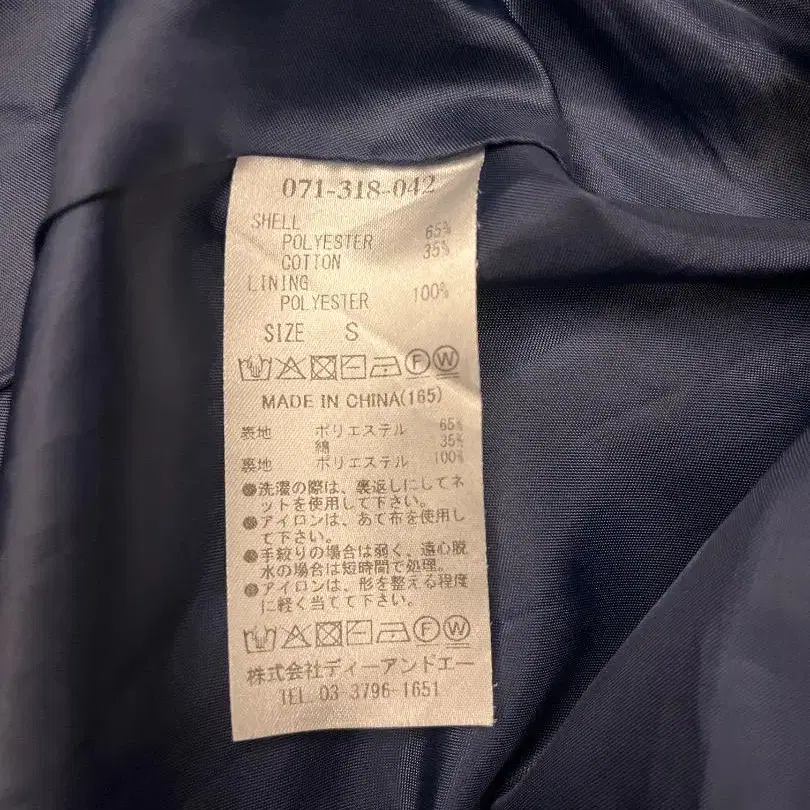 071-318-042
SHELL
POLYESTER 65%
COTTON 35%
LINING
POLYESTER 100%
SIZE S
F W
MADE IN CHINA(165)
表地 ポリエステル 65%
綿 35%
裏地 ポリエステル 100%
●洗濯の際は、裏返しにしてネ
ットを使用して下さい。
●アイロンは、あて布を使用し
て下さい。
●手絞りの場合は弱く、遠心脱
水の場合は短時間で処理。
●アイロンは、形を整える程度
に軽く当てて下さい。
F W
株式会社ディーアンドエー
TEL 03-3796-1651